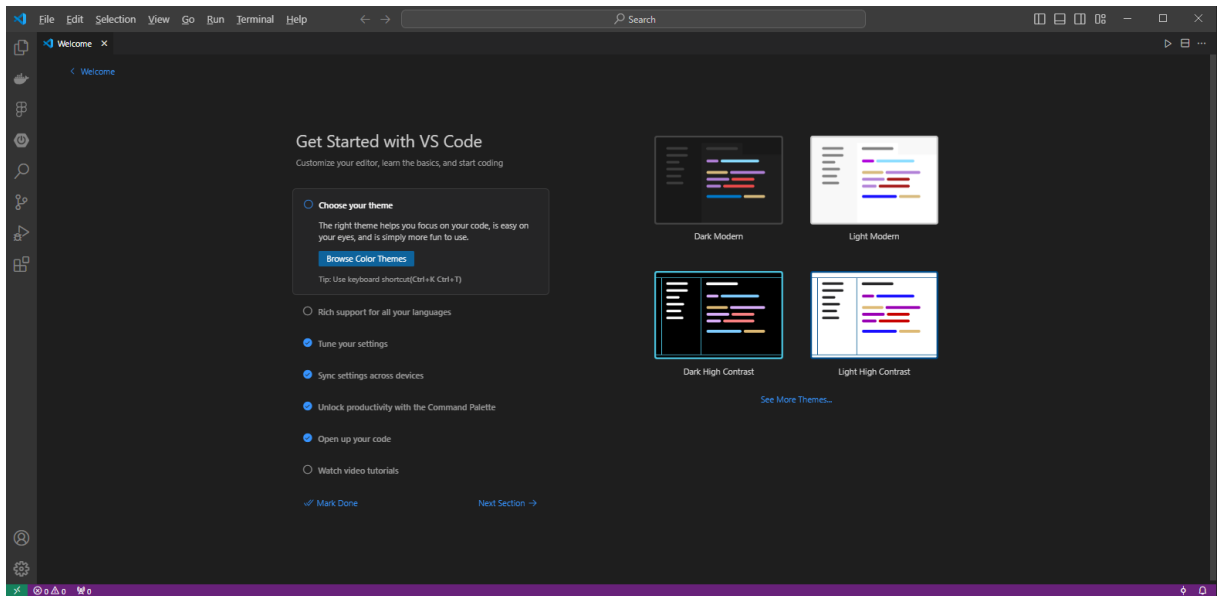 File Edit Selection View Go Run Terminal Help
Search
Welcome
Welcome
Get Started with VS Code
Customize your editor, learn the basics, and start coding
Choose your theme
The right theme helps you focus on your code, is easy on
your eyes, and is simply more fun to use.
Browse Color Themes
Tip: Use keyboard shortcut(Ctrl+K Ctrl+T)
Rich support for all your languages
Tune your settings
Sync settings across devices
Unlock productivity with the Command Palette
Open up your code
Watch video tutorials
Mark Done
Next Section
Dark Modern
Light Modern
Dark High Contrast
Light High Contrast
See More Themes...
0 0 0